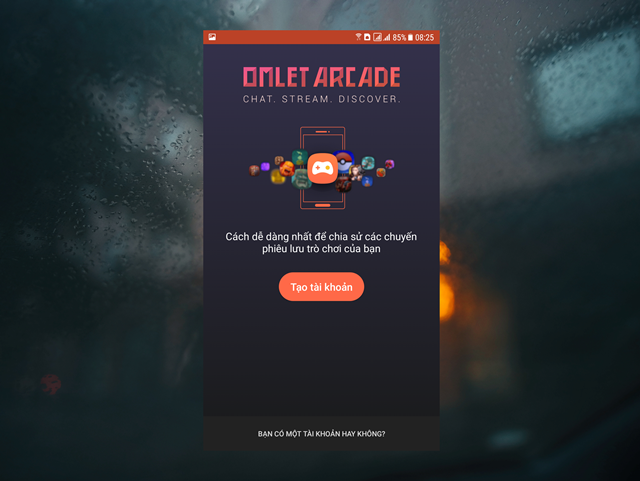 85% 08:25
OMLET ARCADE
CHAT. STREAM. DISCOVER.
Cách dễ dàng nhất để chia sử các chuyến
phiêu lưu trò chơi của bạn
Tạo tài khoản
BẠN CÓ MỘT TÀI KHOẢN HAY KHÔNG?